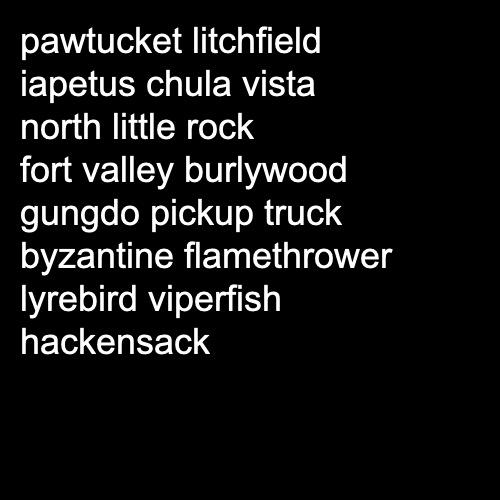 pawtucket litchfield
iapetus chula vista
north little rock
fort valley burlywood
gungdo pickup truck
byzantine flamethrower
lyrebird viperfish
hackensack